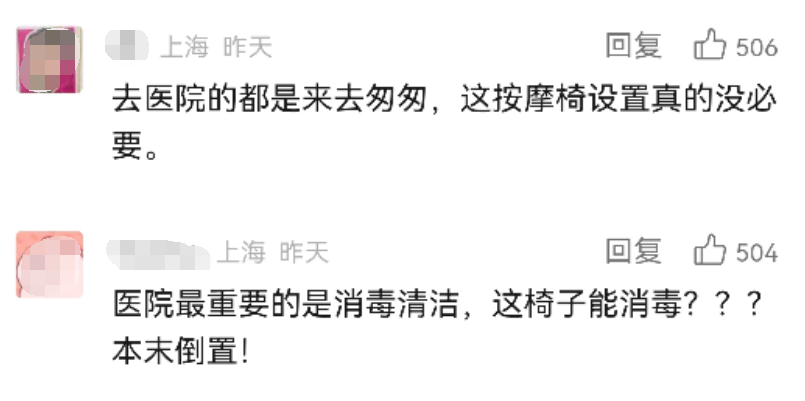 上海 昨天 回复 506
去医院的都是来去匆匆，这按摩椅设置真的没必
要。
上海 昨天 回复 504
医院最重要的是消毒清洁，这椅子能消毒？？？
本末倒置！